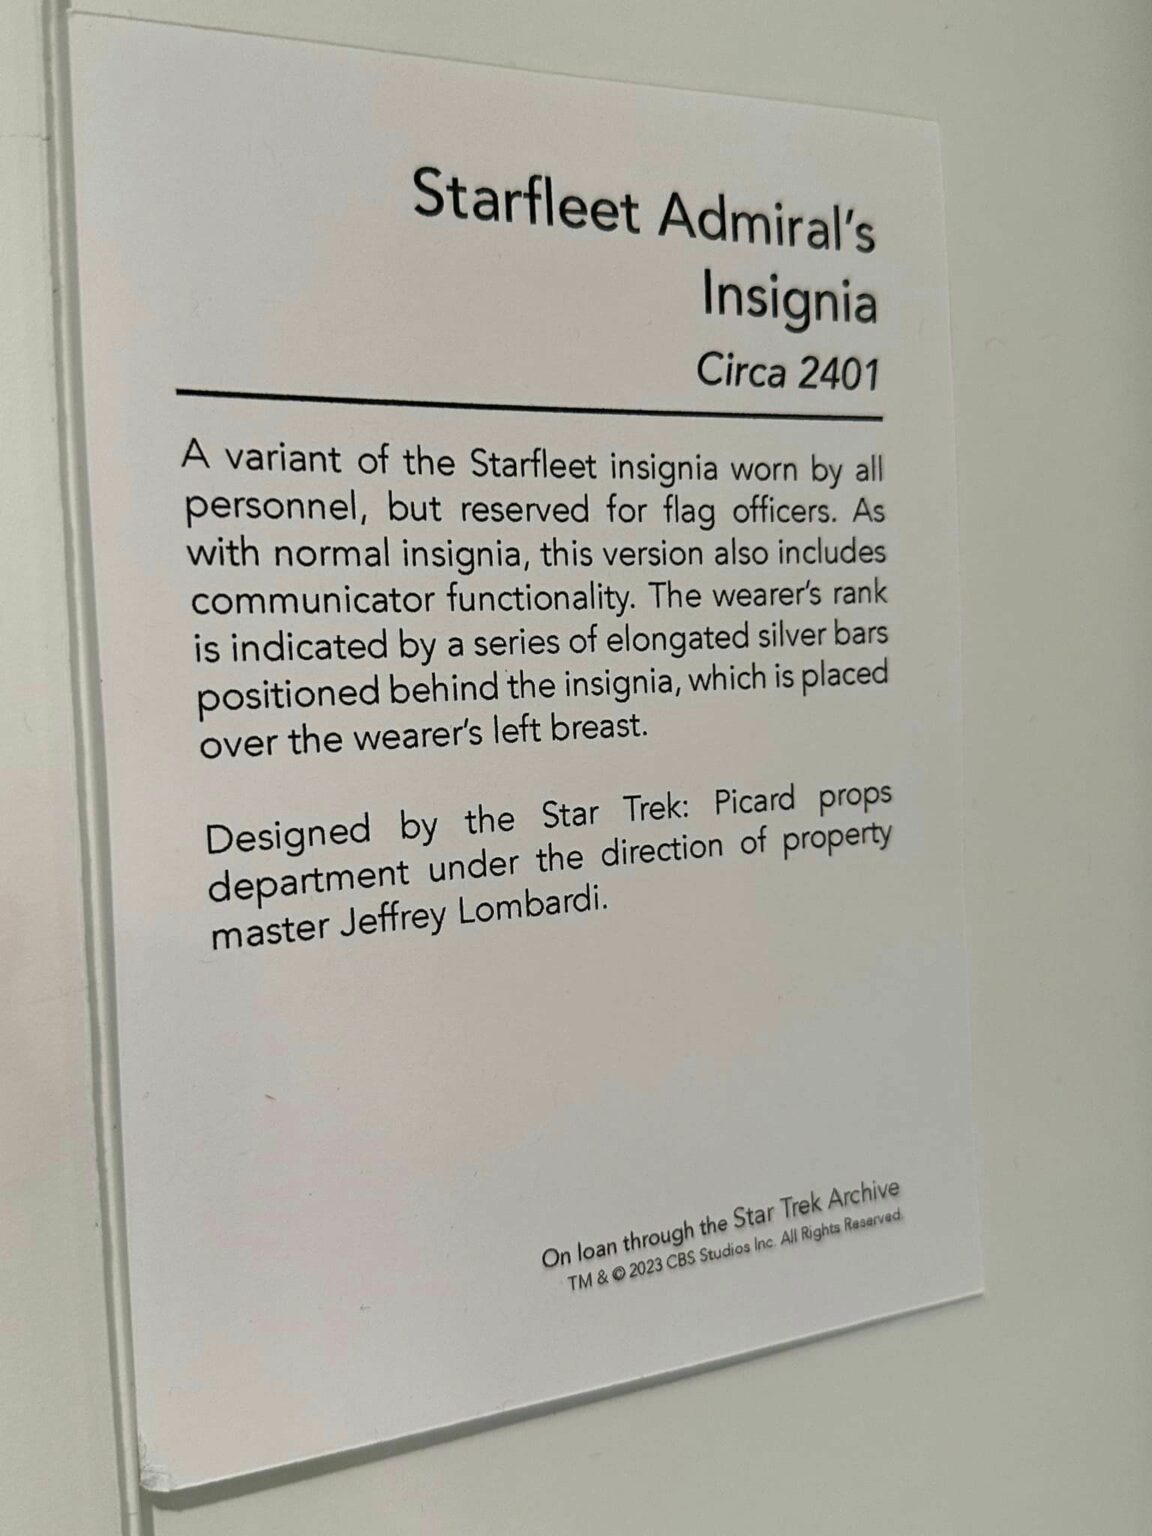 Starfleet Admiral's
Insignia
Circa 2401
A variant of the Starfleet insignia worn by all
personnel, but reserved for flag officers. As
with normal insignia, this version also includes
communicator functionality. The wearer's rank
is indicated by a series of elongated silver bars
positioned behind the insignia, which is placed
over the wearer's left breast.
Designed by the Star Trek: Picard props
department under the direction of property
master Jeffrey Lombardi.
On loan through the Star Trek Archive
TM & © 2023 CBS Studios Inc. All Rights Reserved.